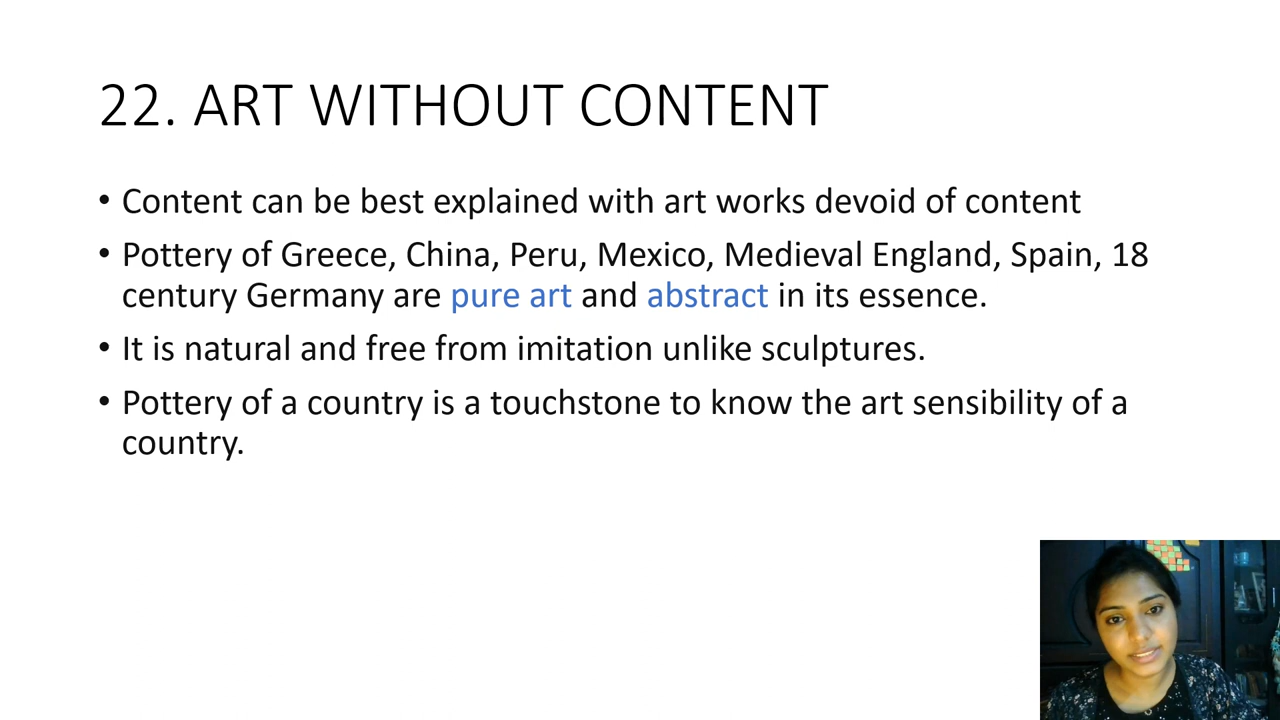 22. ART WITHOUT CONTENT
• Content can be best explained with art works devoid of content
• Pottery of Greece, China, Peru, Mexico, Medieval England, Spain, 18
century Germany are pure art and abstract in its essence.
• It is natural and free from imitation unlike sculptures.
• Pottery of a country is a touchstone to know the art sensibility of a
country.